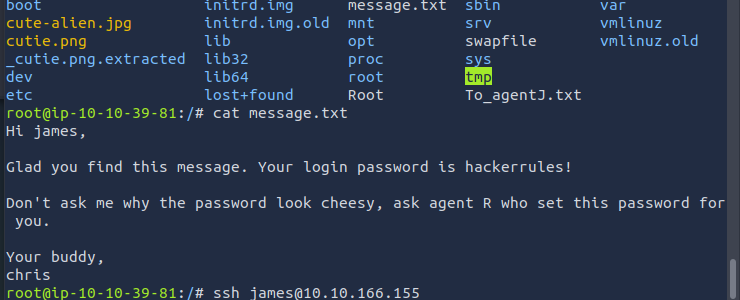 boot initrd.img message.txt sbin var
cute-alien.jpg initrd.img.old mnt srv vmlinuz
cutie.png lib opt swapfile vmlinuz.old
_cutie.png.extracted lib32 proc sys
dev lib64 root tmp
etc lost+found Root To_agentJ.txt
root@ip-10-10-39-81:/# cat message.txt
Hi james,
Glad you find this message. Your login password is hackerrules!
Don't ask me why the password look cheesy, ask agent R who set this password for
you.
Your buddy,
chris
root@ip-10-10-39-81:/# ssh james@10.10.166.155